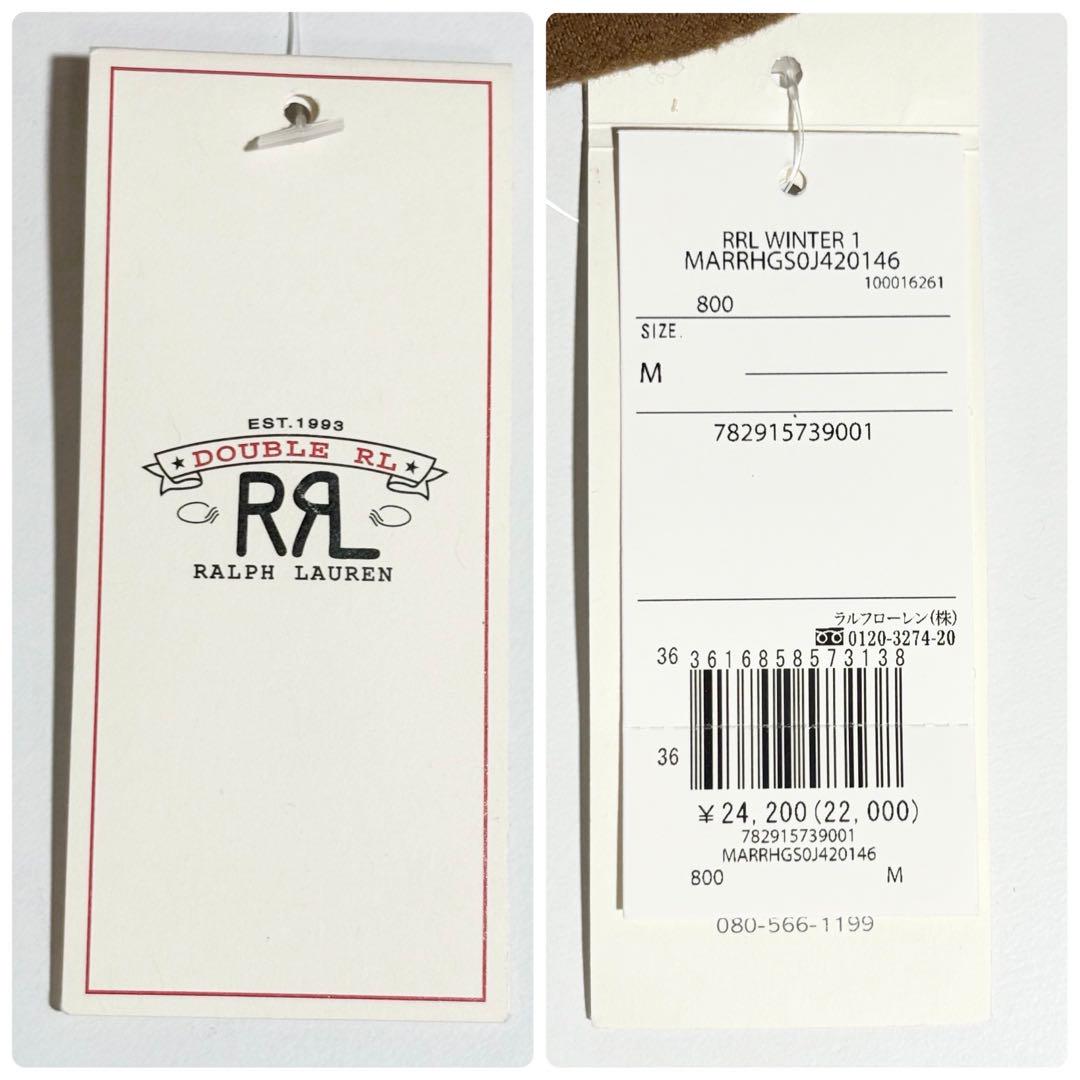 EST.1993
DOUBLE RL
RRL
RALPH LAUREN
RRL WINTER 1
MARRHGS0J420146
100016261
800
SIZE.
M
782915739001
ラルフローレン(株)
0120-3274-20
36 3616858573138
36
¥ 24,200(22,000)
782915739001
MARRHGS0J420146
800 M
080-566-1199